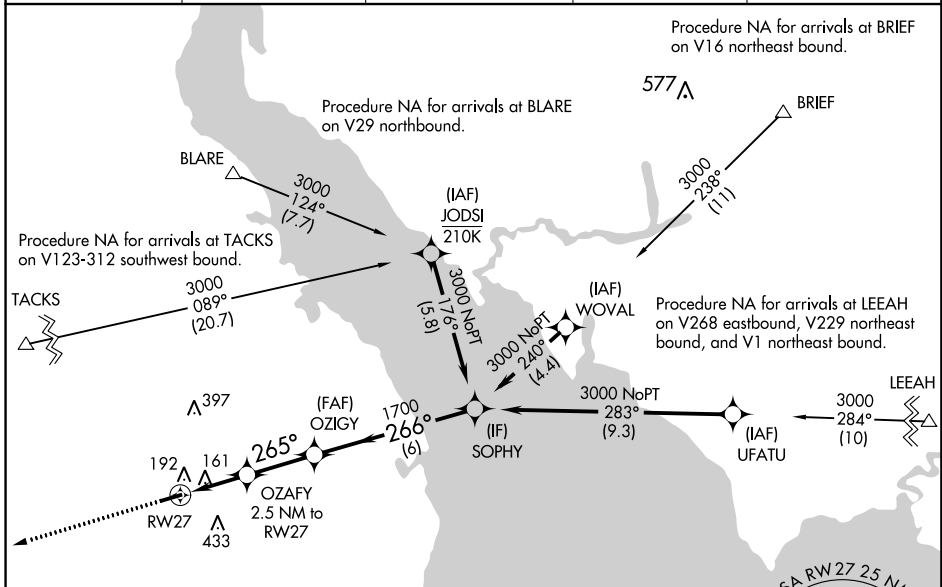 Procedure NA for arrivals at BRIEF
on V16 northeast bound.
577
BRIEF
Procedure NA for arrivals at BLARE
on V29 northbound.
BLARE
3000
124°
(7.7)
3000
238°
(11)
(IAF)
JODSI
210K
Procedure NA for arrivals at TACKS
on V123-312 southwest bound.
3000
089°
(20.7)
TACKS
3000 NoPT
176°
(5.8)
(IAF)
WOVAL
3000 NoPT
240°
(4.4)
Procedure NA for arrivals at LEEAH
on V268 eastbound, V229 northeast
bound, and V1 northeast bound.
LEEAH
3000
284°
(10)
3000 NoPT
283°
(9.3)
(IAF)
UFATU
(IF)
SOPHY
1700
266°
(6)
(FAF)
OZIGY
397
265°
192
161
OZAFY
2.5 NM to
RW27
RW27
433
SA RW27 25 N